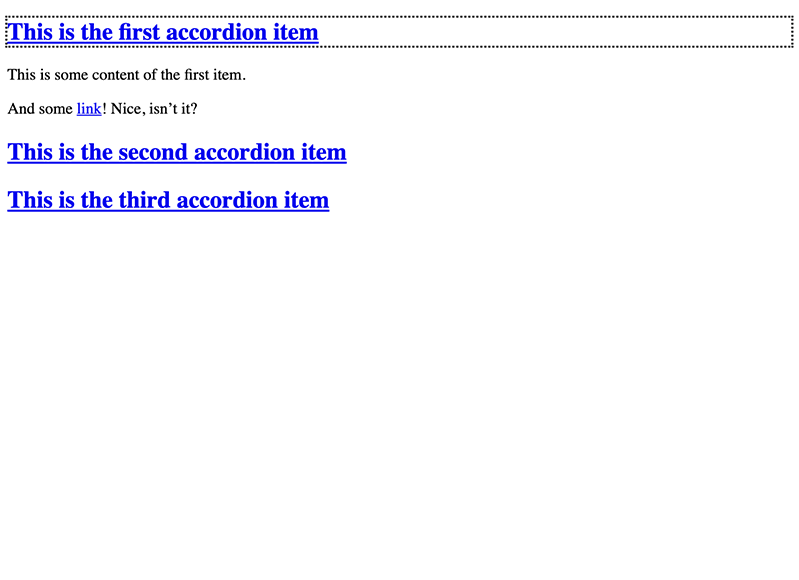 This is the first accordion item
This is some content of the first item.
And some link! Nice, isn’t it?
This is the second accordion item
This is the third accordion item